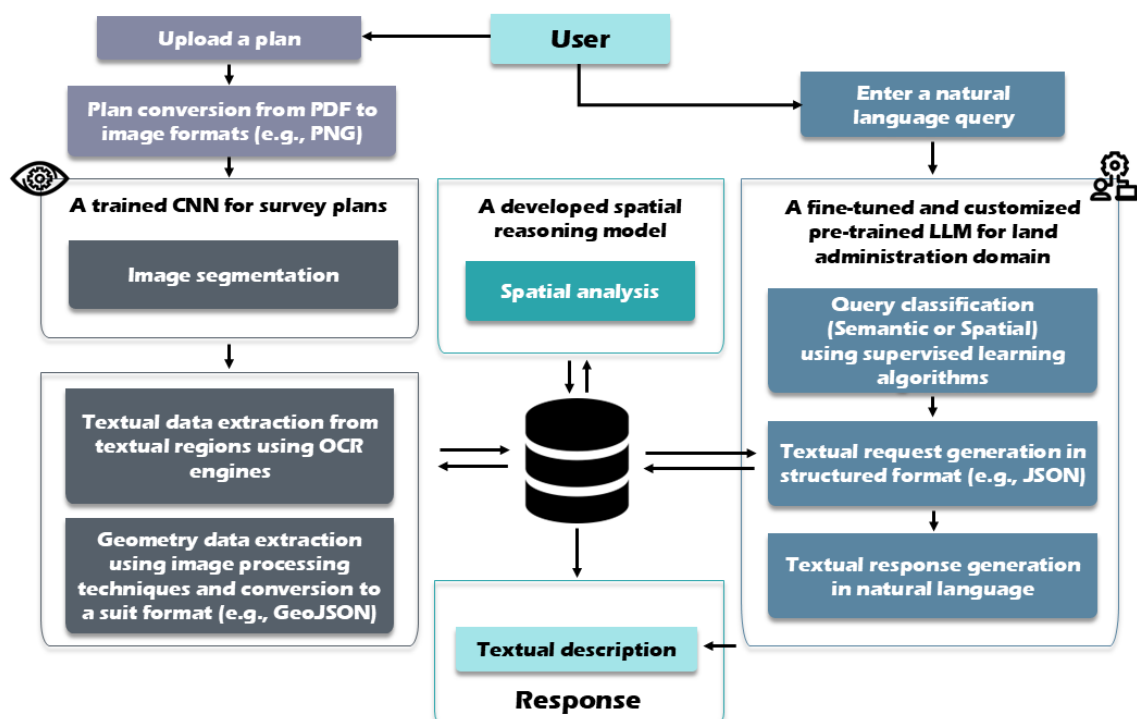 User
Upload a plan
Plan conversion from PDF to
image formats (e.g., PNG)
A trained CNN for survey plans
Image segmentation
Textual data extraction from
textual regions using OCR
engines
Geometry data extraction
using image processing
techniques and conversion to
a suit format (e.g., GeoJSON)
A developed spatial
reasoning model
Spatial analysis
Enter a natural
language query
A fine-tuned and customized
pre-trained LLM for land
administration domain
Query classification
(Semantic or Spatial)
using supervised learning
algorithms
Textual request generation in
structured format (e.g., JSON)
Textual response generation
in natural language
Textual description
Response